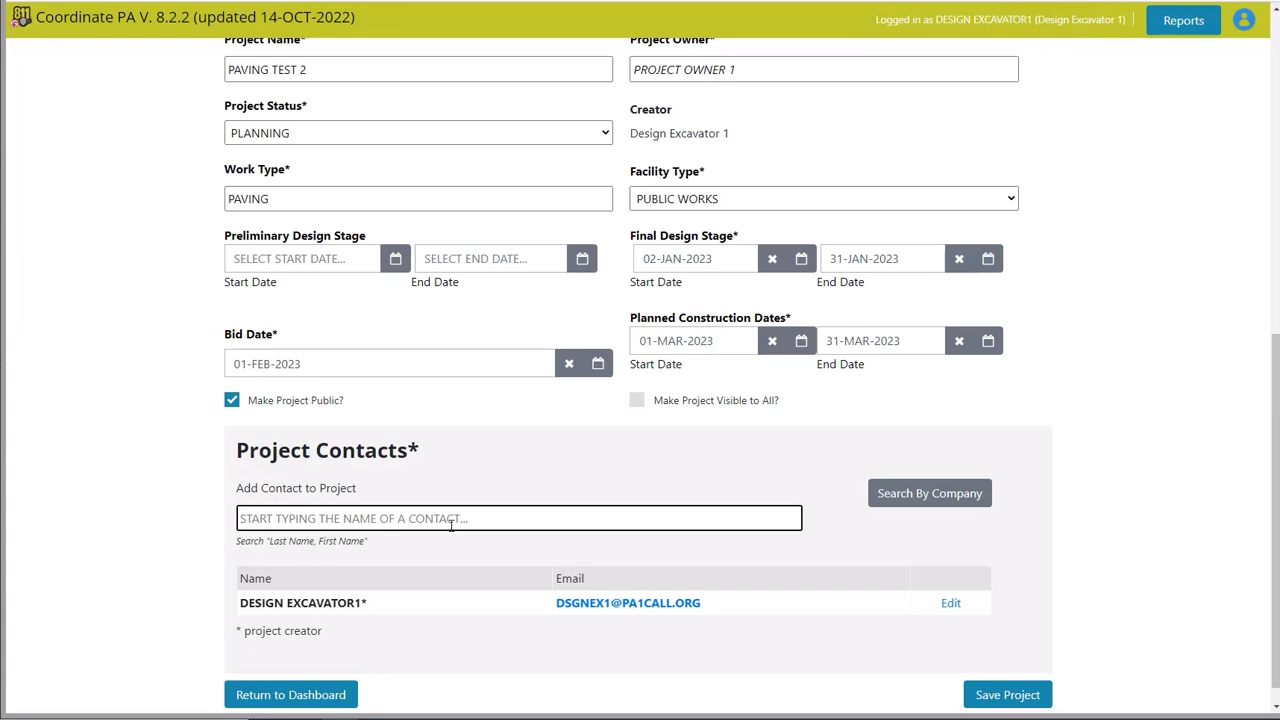 811
Coordinate PA V. 8.2.2 (updated 14-OCT-2022)
Logged in as DESIGN EXCAVATOR1 (Design Excavator 1)
Reports
Project Name*
Project Owner*
PAVING TEST 2
PROJECT OWNER 1
Project Status*
Creator
PLANNING
Design Excavator 1
Work Type*
Facility Type*
PAVING
PUBLIC WORKS
Preliminary Design Stage
Final Design Stage*
SELECT START DATE...
SELECT END DATE...
02-JAN-2023
31-JAN-2023
Start Date
End Date
Start Date
End Date
Planned Construction Dates*
Bid Date*
01-MAR-2023
31-MAR-2023
01-FEB-2023
Start Date
End Date
Make Project Public?
Make Project Visible to All?
Project Contacts*
Add Contact to Project
Search By Company
START TYPING THE NAME OF A CONTACT...
Search "Last Name, First Name"
Name
Email
DESIGN EXCAVATOR1*
DSGNEX1@PA1CALL.ORG
Edit
* project creator
Return to Dashboard
Save Project